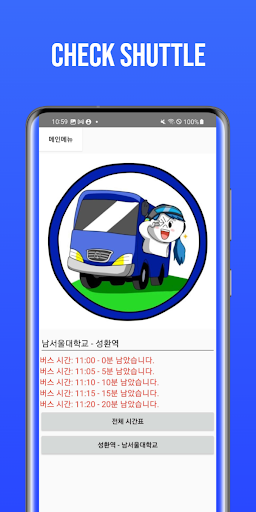 CHECK SHUTTLE
10:59 100%
메인메뉴
남서울대학교 - 성환역
버스 시간: 11:00 - 0분 남았습니다.
버스 시간: 11:05 - 5분 남았습니다.
버스 시간: 11:10 - 10분 남았습니다.
버스 시간: 11:15 - 15분 남았습니다.
버스 시간: 11:20 - 20분 남았습니다.
전체 시간표
성환역 - 남서울대학교